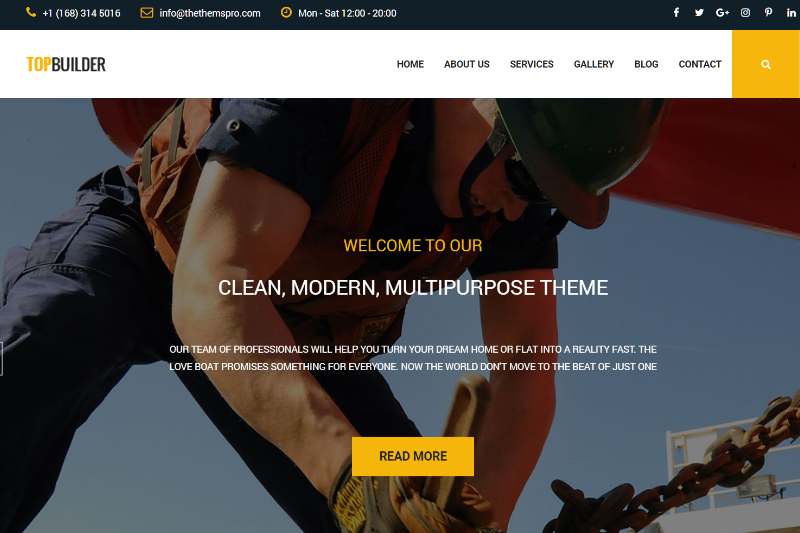 +1 (168) 314 5016 info@thethemspro.com Mon - Sat 12:00 - 20:00
TOPBUILDER HOME ABOUT US SERVICES GALLERY BLOG CONTACT
WELCOME TO OUR
CLEAN, MODERN, MULTIPURPOSE THEME
OUR TEAM OF PROFESSIONALS WILL HELP YOU TURN YOUR DREAM HOME OR FLAT INTO A REALITY FAST. THE
LOVE BOAT PROMISES SOMETHING FOR EVERYONE. NOW THE WORLD DON'T MOVE TO THE BEAT OF JUST ONE
READ MORE